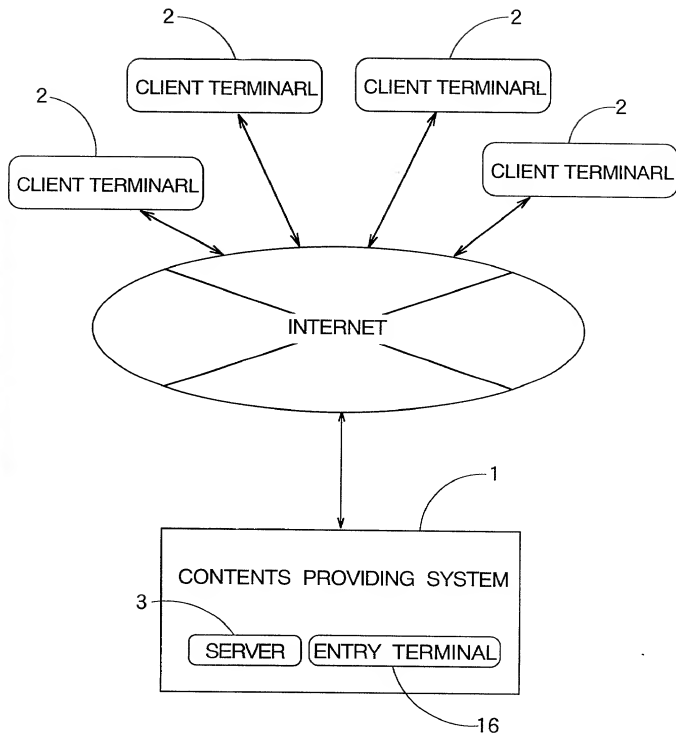 2
2
2
2
CLIENT TERMINARL
CLIENT TERMINARL
CLIENT TERMINARL
CLIENT TERMINARL
INTERNET
1
CONTENTS PROVIDING SYSTEM
3
SERVER
ENTRY TERMINAL
16